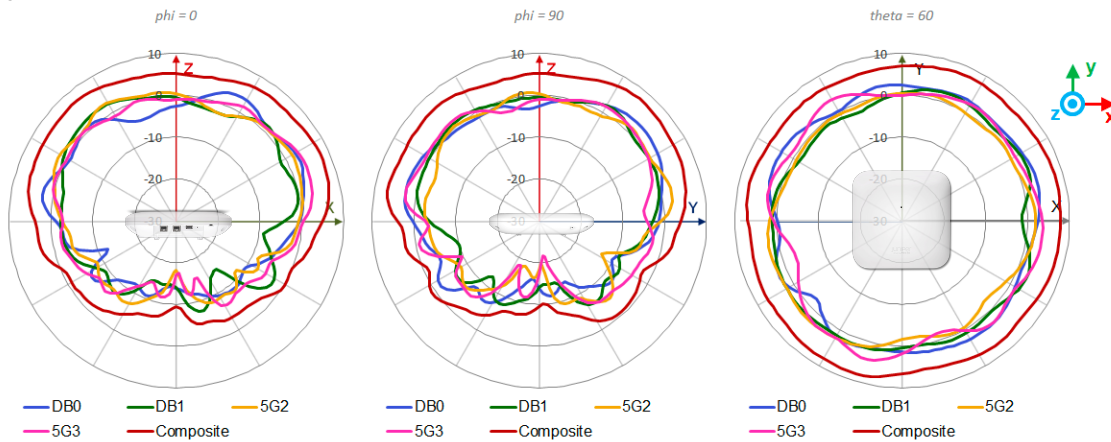 phi = 0
phi = 90
theta = 60
10
Z
0
-10
-20
-30
X
10
Z
0
-10
-20
-30
Y
10
Y
0
-10
-20
-30
X
y
z
x
DB0
DB1
5G2
5G3
Composite
DB0
DB1
5G2
5G3
Composite
DB0
DB1
5G2
5G3
Composite